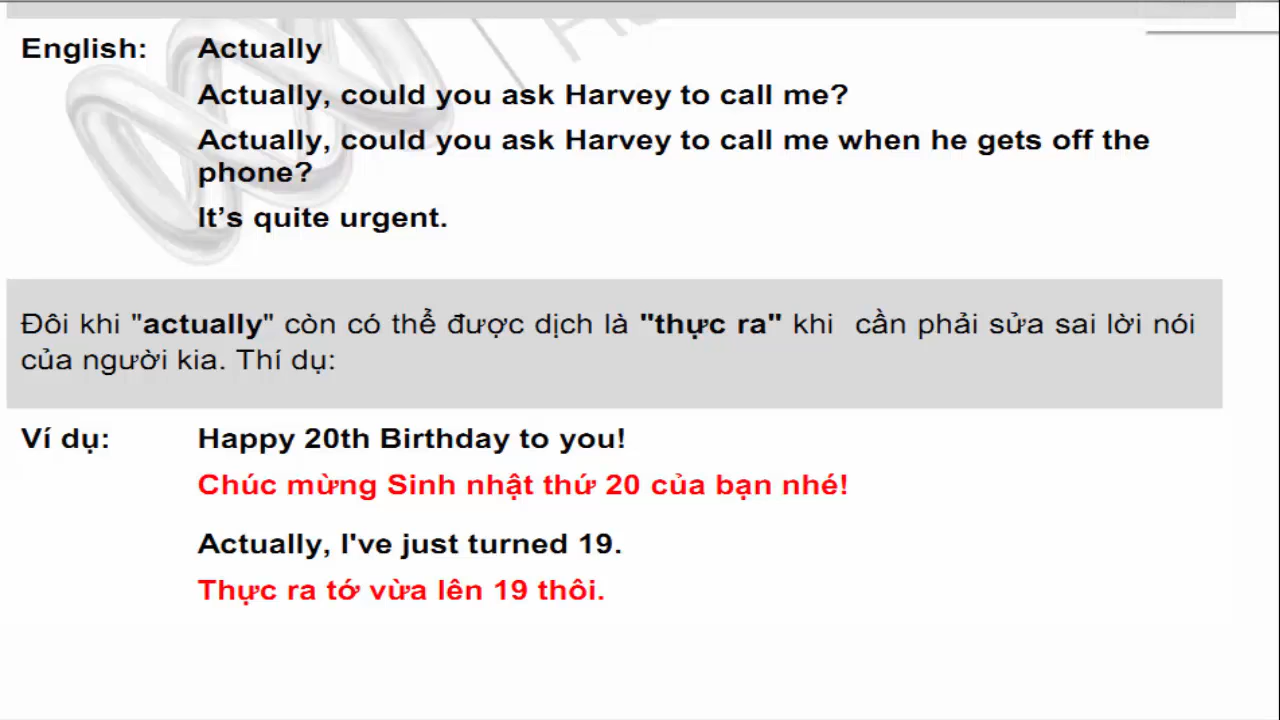 English: Actually
Actually, could you ask Harvey to call me?
Actually, could you ask Harvey to call me when he gets off the
phone?
It’s quite urgent.
Đôi khi "actually" còn có thể được dịch là "thực ra" khi cần phải sửa sai lời nói
của người kia. Thí dụ:
Ví dụ: Happy 20th Birthday to you!
Chúc mừng Sinh nhật thứ 20 của bạn nhé!
Actually, I've just turned 19.
Thực ra tớ vừa lên 19 thôi.